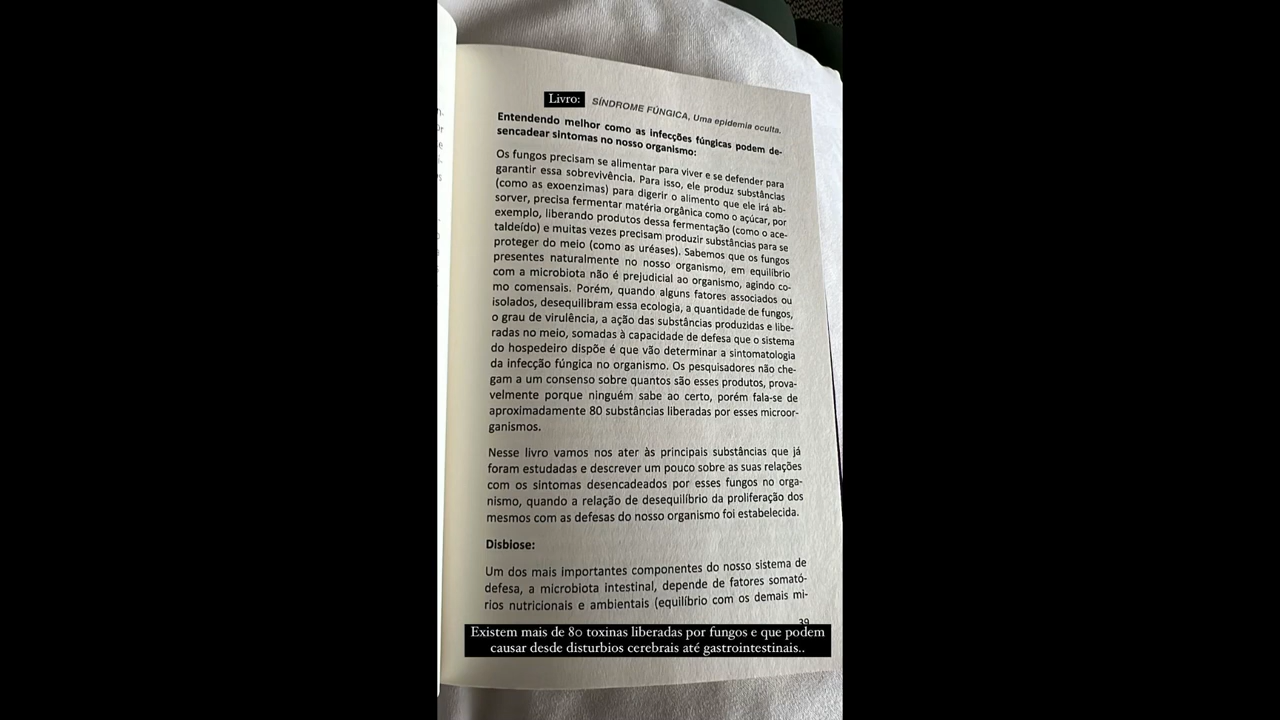 Livro: SÍNDROME FÚNGICA, Uma epidemia oculta.
Entendendo melhor como as infecções fúngicas podem de-
sencadear sintomas no nosso organismo:
Os fungos precisam se alimentar para viver e se defender para
garantir essa sobrevivência. Para isso, ele produz substâncias
(como as exoenzimas) para digerir o alimento que ele irá ab-
sorver, precisa fermentar matéria orgânica como o açúcar, por
exemplo, liberando produtos dessa fermentação (como o ace-
taldeído) e muitas vezes precisam produzir substâncias para se
proteger do meio (como as uréases). Sabemos que os fungos
presentes naturalmente no nosso organismo, em equilíbrio
com a microbiota não é prejudicial ao organismo, agindo co-
mo comensais. Porém, quando alguns fatores associados ou
isolados, desequilibram essa ecologia, a quantidade de fungos,
o grau de virulência, a ação das substâncias produzidas e libe-
radas no meio, somadas à capacidade de defesa que o sistema
do hospedeiro dispõe é que vão determinar a sintomatologia
da infecção fúngica no organismo. Os pesquisadores não che-
gam a um consenso sobre quantos são esses produtos, prova-
velmente porque ninguém sabe ao certo, porém fala-se de
aproximadamente 80 substâncias liberadas por esses microor-
ganismos.
Nesse livro vamos nos ater às principais substâncias que já
foram estudadas e descrever um pouco sobre as suas relações
com os sintomas desencadeados por esses fungos no orga-
nismo, quando a relação de desequilíbrio da proliferação dos
mesmos com as defesas do nosso organismo foi estabelecida.
Disbiose:
Um dos mais importantes componentes do nosso sistema de
defesa, a microbiota intestinal, depende de fatores somató-
rios nutricionais e ambientais (equilíbrio com os demais mi-
39
Existem mais de 80 toxinas liberadas por fungos e que podem
causar desde disturbios cerebrais até gastrointestinais..